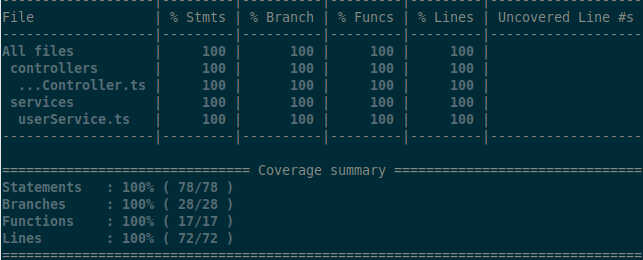 -------------------|---------|----------|---------|---------|-------------------
File               | % Stmts | % Branch | % Funcs | % Lines | Uncovered Line #s
-------------------|---------|----------|---------|---------|-------------------
All files          |     100 |      100 |     100 |     100 |
 controllers       |     100 |      100 |     100 |     100 |
  ...Controller.ts |     100 |      100 |     100 |     100 |
 services          |     100 |      100 |     100 |     100 |
  userService.ts   |     100 |      100 |     100 |     100 |
-------------------|---------|----------|---------|---------|-------------------
=============================== Coverage summary ===============================
Statements   : 100% ( 78/78 )
Branches     : 100% ( 28/28 )
Functions    : 100% ( 17/17 )
Lines        : 100% ( 72/72 )
================================================================================